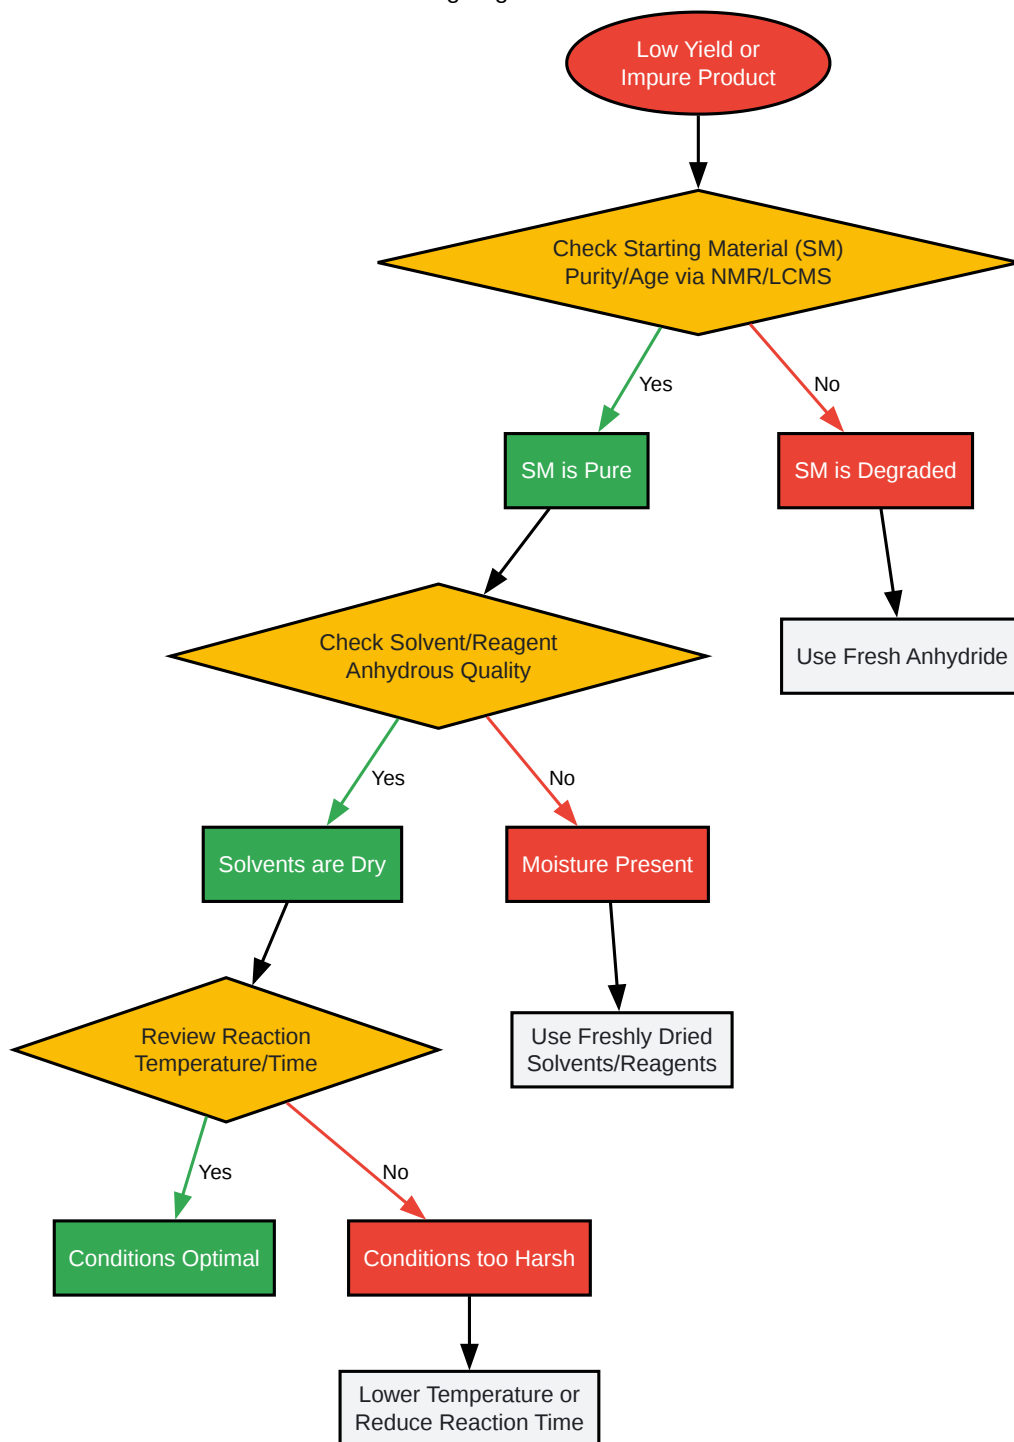 Low Yield or
Impure Product
Check Starting Material (SM)
Purity/Age via NMR/LCMS
Yes
No
SM is Pure
SM is Degraded
Check Solvent/Reagent
Anhydrous Quality
Use Fresh Anhydride
Yes
No
Solvents are Dry
Moisture Present
Review Reaction
Temperature/Time
Use Freshly Dried
Solvents/Reagents
Yes
No
Conditions Optimal
Conditions too Harsh
Lower Temperature or
Reduce Reaction Time